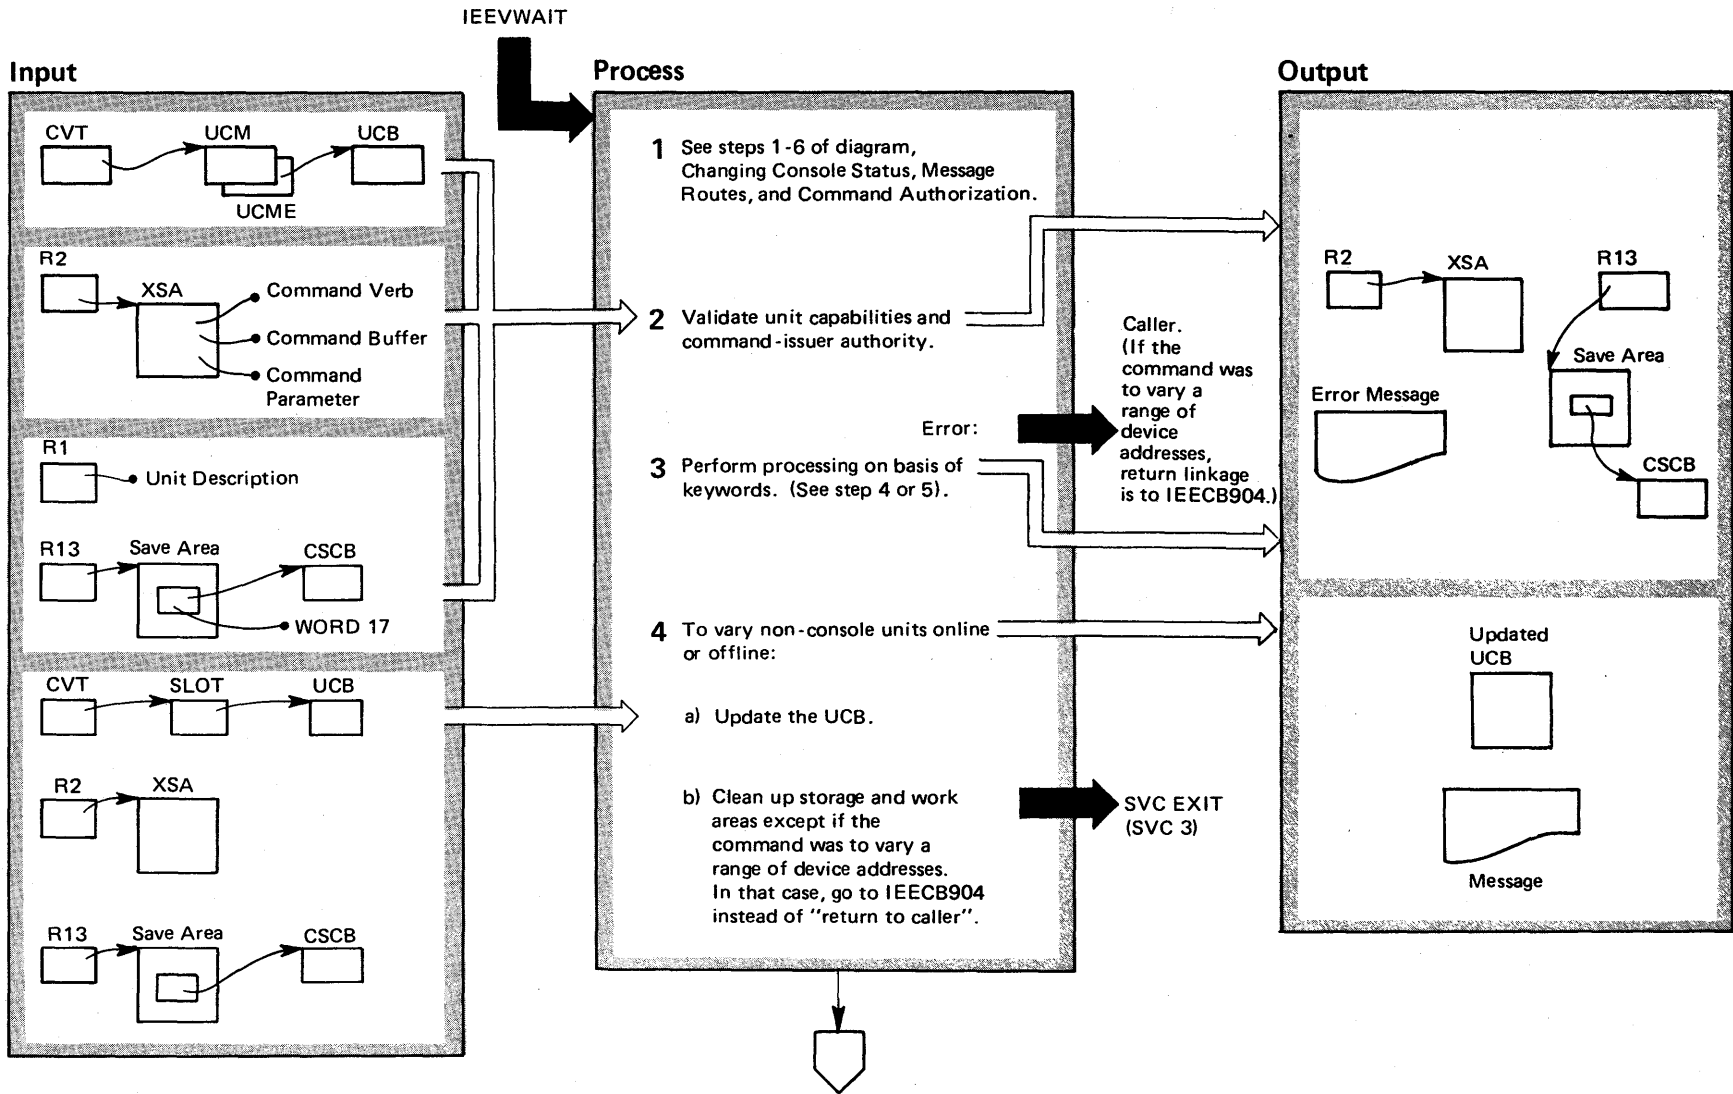 IEEVWAIT
Input
CVT
UCM
UCB
UCME
R2
XSA
Command Verb
Command Buffer
Command
Parameter
R1
Unit Description
R13
Save Area
CSCB
WORD 17
CVT
SLOT
UCB
R2
XSA
R13
Save Area
CSCB
Process
1 See steps 1-6 of diagram,
Changing Console Status, Message
Routes, and Command Authorization.
2 Validate unit capabilities and
command-issuer authority.
Error:
3 Perform processing on basis of
keywords. (See step 4 or 5).
4 To vary non-console units online
or offline:
a) Update the UCB.
b) Clean up storage and work
areas except if the
command was to vary a
range of device addresses.
In that case, go to IEECB904
instead of "return to caller".
Caller.
(If the
command was
to vary a
range of
device
addresses,
return linkage
is to IEECB904.)
SVC EXIT
(SVC 3)
Output
R2
XSA
R13
Save Area
Error Message
CSCB
Updated
UCB
Message